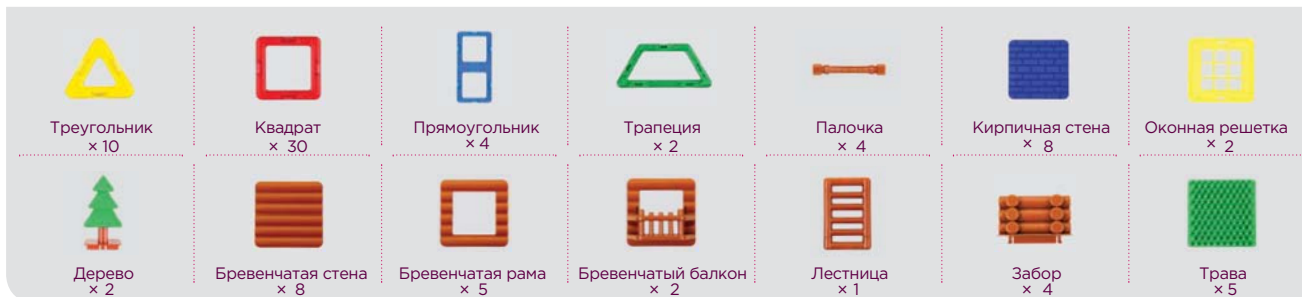 Треугольник
× 10
Квадрат
× 30
Прямоугольник
× 4
Трапеция
× 2
Палочка
× 4
Кирпичная стена
× 8
Оконная решетка
× 2
Дерево
× 2
Бревенчатая стена
× 8
Бревенчатая рама
× 5
Бревенчатый балкон
× 2
Лестница
× 1
Забор
× 4
Трава
× 5